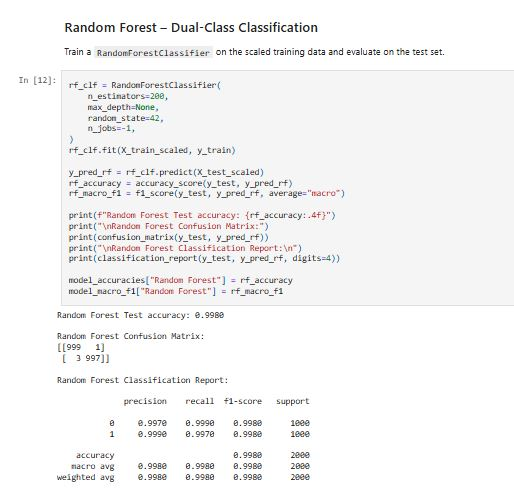 Random Forest – Dual-Class Classification
Train a RandomForestClassifier on the scaled training data and evaluate on the test set.
In [12]:
rf_clf = RandomForestClassifier(
    n_estimators=200,
    max_depth=None,
    random_state=42,
    n_jobs=-1,
)
rf_clf.fit(X_train_scaled, y_train)

y_pred_rf = rf_clf.predict(X_test_scaled)
rf_accuracy = accuracy_score(y_test, y_pred_rf)
rf_macro_f1 = f1_score(y_test, y_pred_rf, average="macro")

print(f"Random Forest Test accuracy: {rf_accuracy:.4f}")
print("\nRandom Forest Confusion Matrix:")
print(confusion_matrix(y_test, y_pred_rf))
print("\nRandom Forest Classification Report:\n")
print(classification_report(y_test, y_pred_rf, digits=4))

model_accuracies["Random Forest"] = rf_accuracy
model_macro_f1["Random Forest"] = rf_macro_f1
Random Forest Test accuracy: 0.9980

Random Forest Confusion Matrix:
[[999   1]
 [  3 997]]

Random Forest Classification Report:

              precision    recall  f1-score   support

           0     0.9970    0.9990    0.9980      1000
           1     0.9990    0.9970    0.9980      1000

    accuracy                         0.9980      2000
   macro avg     0.9980    0.9980    0.9980      2000
weighted avg     0.9980    0.9980    0.9980      2000